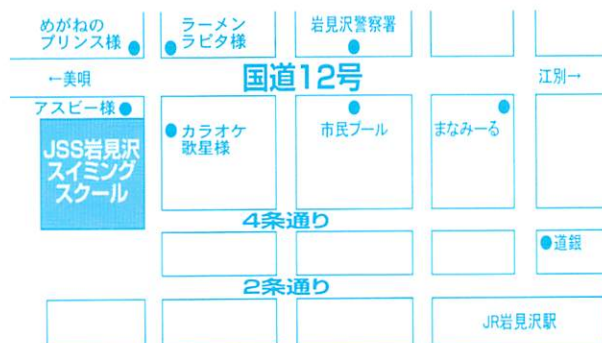 めがねの
プリンス様
ラーメン
ラピタ様
岩見沢警察署
←美唄
国道12号
江別→
アスビー様
カラオケ
歌星様
市民プール
まなみーる
JSS岩見沢
スイミング
スクール
4条通り
道銀
2条通り
JR岩見沢駅